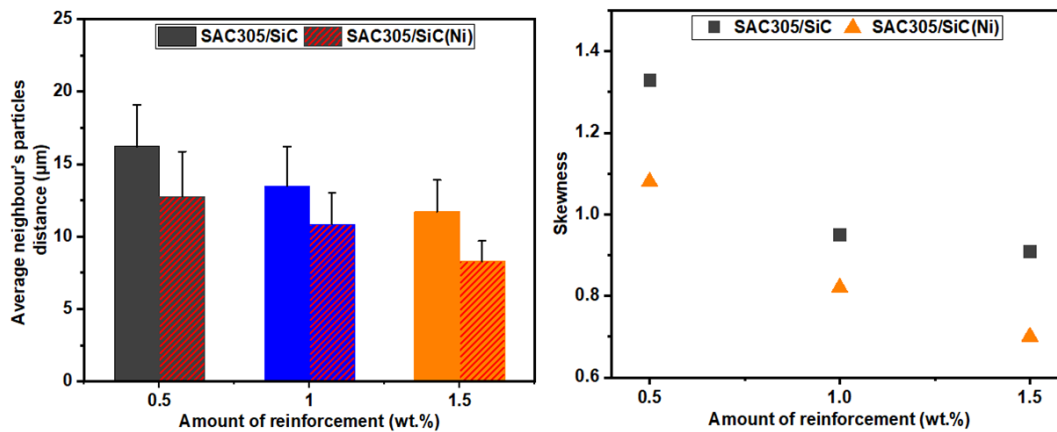 SAC305/SiC SAC305/SiC(Ni)
Average neighbour's particles
distance (μm)
25
20
15
10
5
0
0.5 1 1.5
Amount of reinforcement (wt.%)
SAC305/SiC SAC305/SiC(Ni)
Skewness
1.4
1.2
1.0
0.8
0.6
0.5 1.0 1.5
Amount of reinforcement (wt.%)